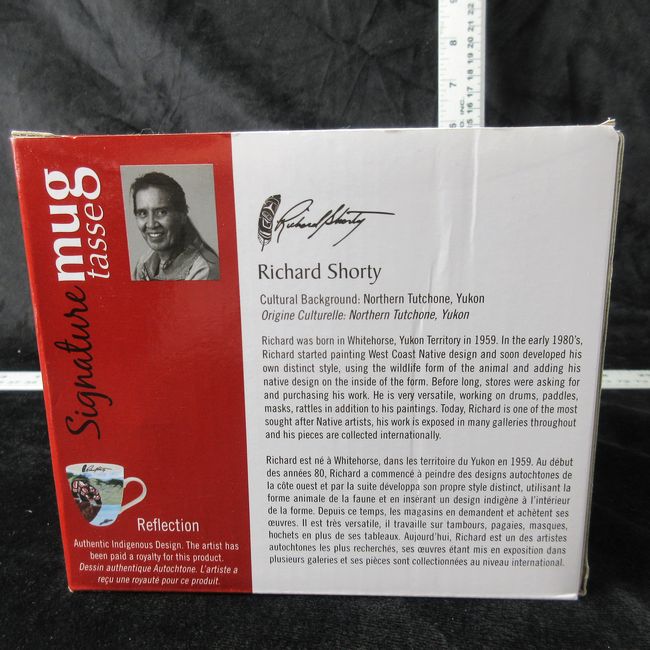 Signature mug
tasse
Richard Shorty
Richard Shorty
Cultural Background: Northern Tutchone, Yukon
Origine Culturelle: Northern Tutchone, Yukon
Richard was born in Whitehorse, Yukon Territory in 1959. In the early 1980's,
Richard started painting West Coast Native design and soon developed his
own distinct style, using the wildlife form of the animal and adding his
native design on the inside of the form. Before long, stores were asking for
and purchasing his work. He is very versatile, working on drums, paddles,
masks, rattles in addition to his paintings. Today, Richard is one of the most
sought after Native artists, his work is exposed in many galleries throughout
and his pieces are collected internationally.
Richard est né à Whitehorse, dans les territoire du Yukon en 1959. Au début
des années 80, Richard a commencé à peindre des designs autochtones de
la côte ouest et par la suite développa son propre style distinct, utilisant la
forme animale de la faune et en inserant un design indigène à l'intérieur
de la forme. Depuis ce temps, les magasins en demandent et achètent ses
œuvres. Il est très versatile, il travaille sur tambours, pagaies, masques,
hochets en plus de ses tableaux. Aujourd'hui, Richard est un des artistes
autochtones les plus recherchés, ses œuvres étant mis en exposition dans
plusieurs galeries et ses pièces sont collectionnées au niveau international.
Reflection
Authentic Indigenous Design. The artist has
been paid a royalty for this product.
Dessin authentique Autochtone. L'artiste a
reçu une royauté pour ce produit.
9
8
7